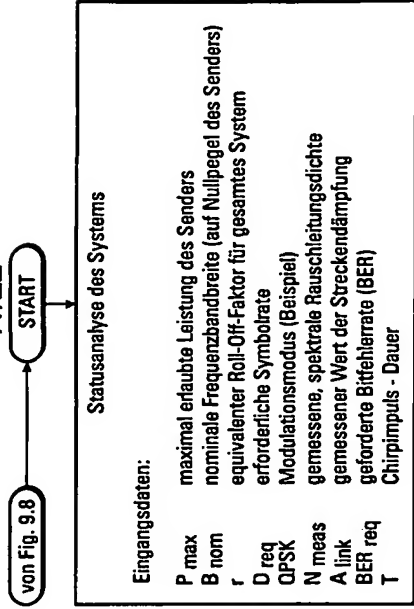 von Fig. 9.8
START
Statusanalyse des Systems
Eingangsdaten:
P max maximal erlaubte Leistung des Senders
B nom nominale Frequenzbandbreite (auf Nullpegel des Senders)
r equivalenter Roll-Off-Faktor für gesamtes System
D req erforderliche Symbolrate
QPSK Modulationsmodus (Beispiel)
N meas gemessene, spektrale Rauschleitungsdichte
A link gemessener Wert der Streckendämpfung
BER req geforderte Bitfehlerrate (BER)
T Chirpimpuls - Dauer